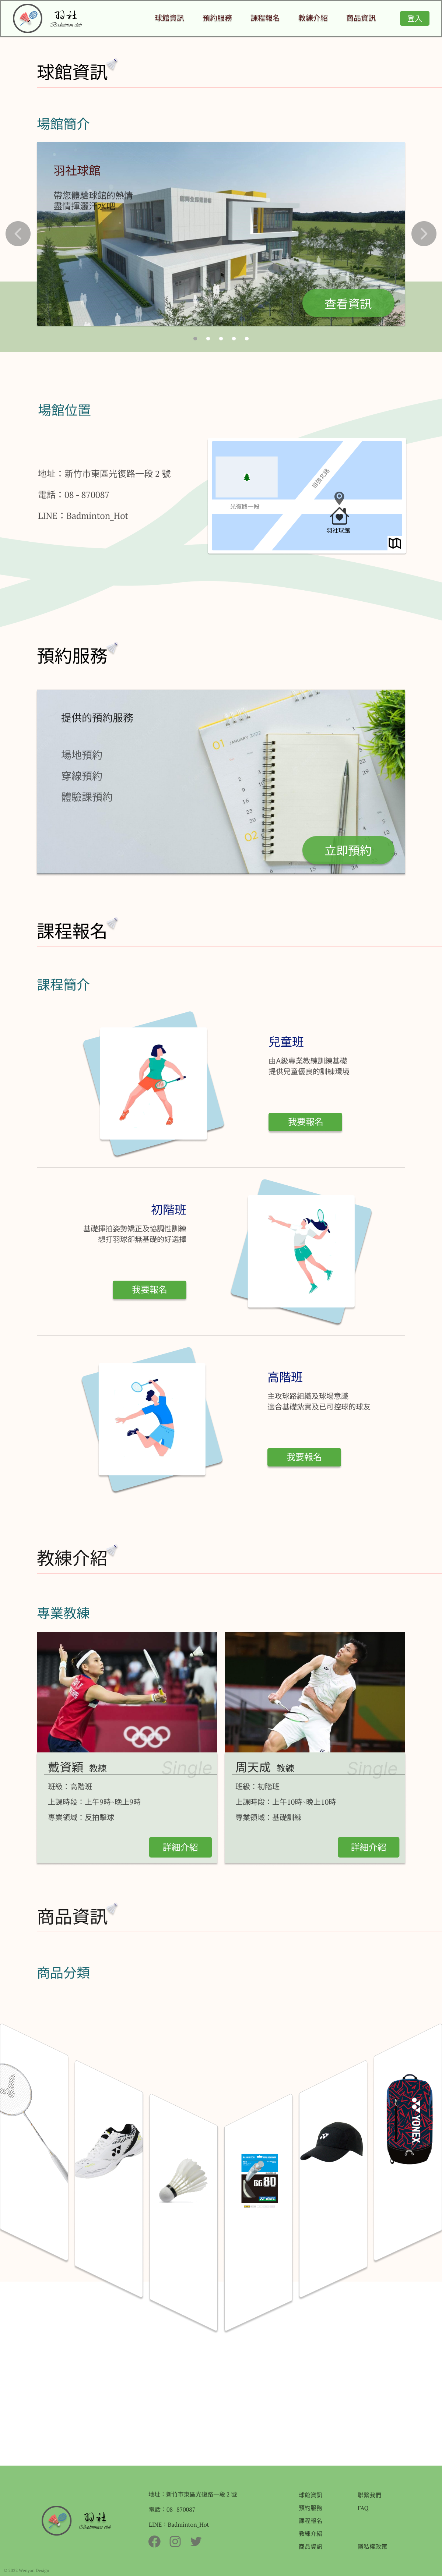 羽社
Badminton club
球館資訊
預約服務
課程報名
教練介紹
商品資訊
登入
球館資訊
場館簡介
羽社球館
帶您體驗球館的熱情
盡情揮灑汗水吧
查看資訊
場館位置
地址：新竹市東區光復路一段 2 號
電話：08 - 870087
LINE：Badminton_Hot
自強北路
光復路一段
羽社球館
預約服務
提供的預約服務
場地預約
穿線預約
體驗課預約
立即預約
01
JANUARY 2022
02
課程報名
課程簡介
兒童班
由A級專業教練訓練基礎
提供兒童優良的訓練環境
我要報名
初階班
基礎揮拍姿勢矯正及協調性訓練
想打羽球卻無基礎的好選擇
我要報名
高階班
主攻球路組織及球場意識
適合基礎紮實及已可控球的球友
我要報名
教練介紹
專業教練
戴資穎 教練
Single
班級：高階班
上課時段：上午9時~晚上9時
專業領域：反拍擊球
詳細介紹
周天成 教練
Single
班級：初階班
上課時段：上午10時~晚上10時
專業領域：基礎訓練
詳細介紹
商品資訊
商品分類
BG80
YONEX
YONEX
羽社
Badminton club
地址：新竹市東區光復路一段 2 號
電話：08 -870087
LINE：Badminton_Hot
球館資訊
預約服務
課程報名
教練介紹
商品資訊
聯繫我們
FAQ
隱私權政策